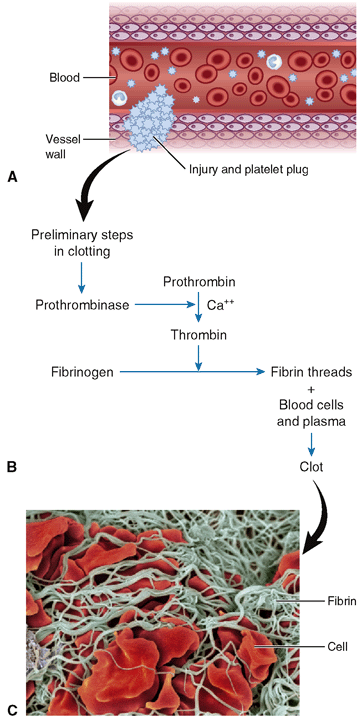 Blood
Vessel
wall
Injury and platelet plug
A
Preliminary steps
in clotting
Prothrombin
Prothrombinase
Ca++
Thrombin
Fibrinogen
Fibrin threads
+
Blood cells
and plasma
B
Clot
Fibrin
Cell
C